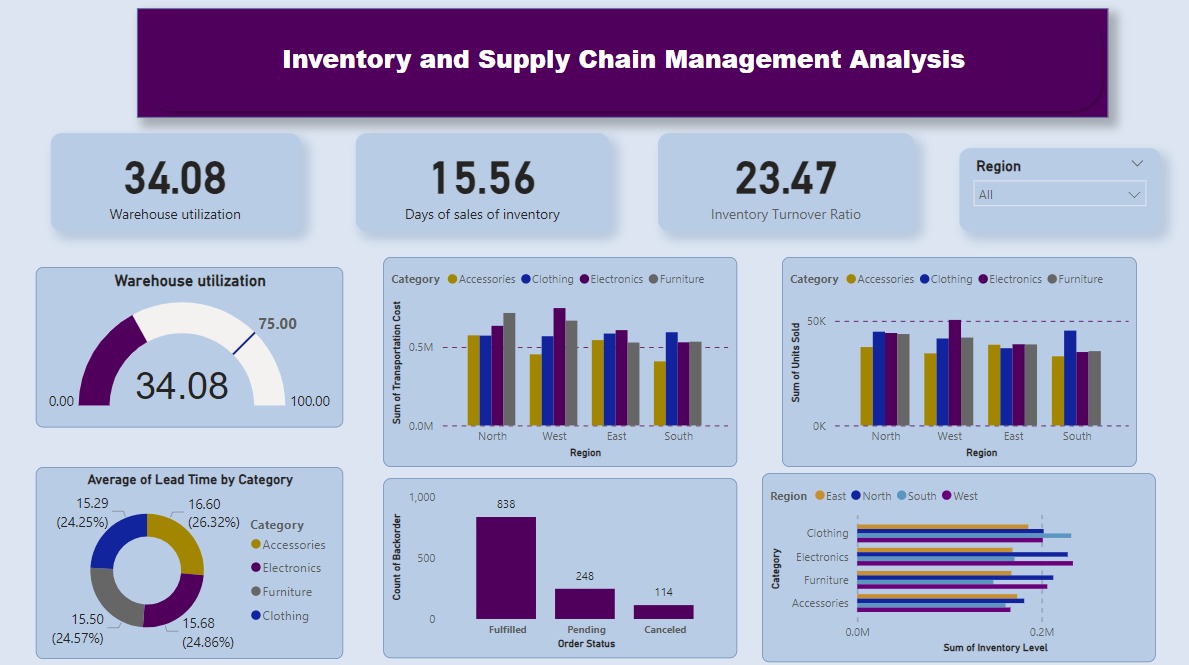 Inventory and Supply Chain Management Analysis
34.08
Warehouse utilization
15.56
Days of sales of inventory
23.47
Inventory Turnover Ratio
Region
All
Warehouse utilization
75.00
34.08
0.00
100.00
Category Accessories Clothing Electronics Furniture
Sum of Transportation Cost
0.5M
0.0M
North West East South
Region
Category Accessories Clothing Electronics Furniture
Sum of Units Sold
50K
0K
North West East South
Region
Average of Lead Time by Category
15.29
(24.25%)
16.60
(26.32%)
15.50
(24.57%)
15.68
(24.86%)
Category
Accessories
Electronics
Furniture
Clothing
Count of Backorder
1,000
500
0
838
248
114
Fulfilled Pending Canceled
Order Status
Region East North South West
Category
Clothing
Electronics
Furniture
Accessories
0.0M 0.2M
Sum of Inventory Level